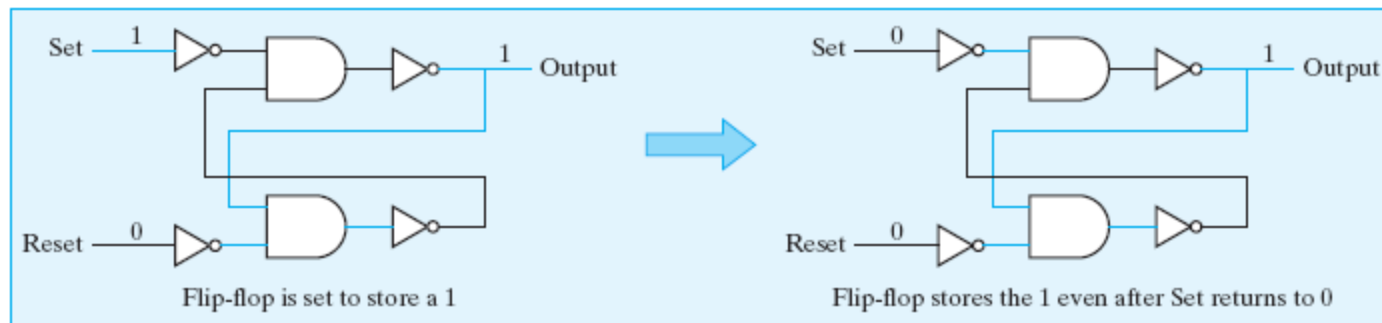 Set
1
1
Output
Reset
0
Flip-flop is set to store a 1
Set
0
1
Output
Reset
0
Flip-flop stores the 1 even after Set returns to 0